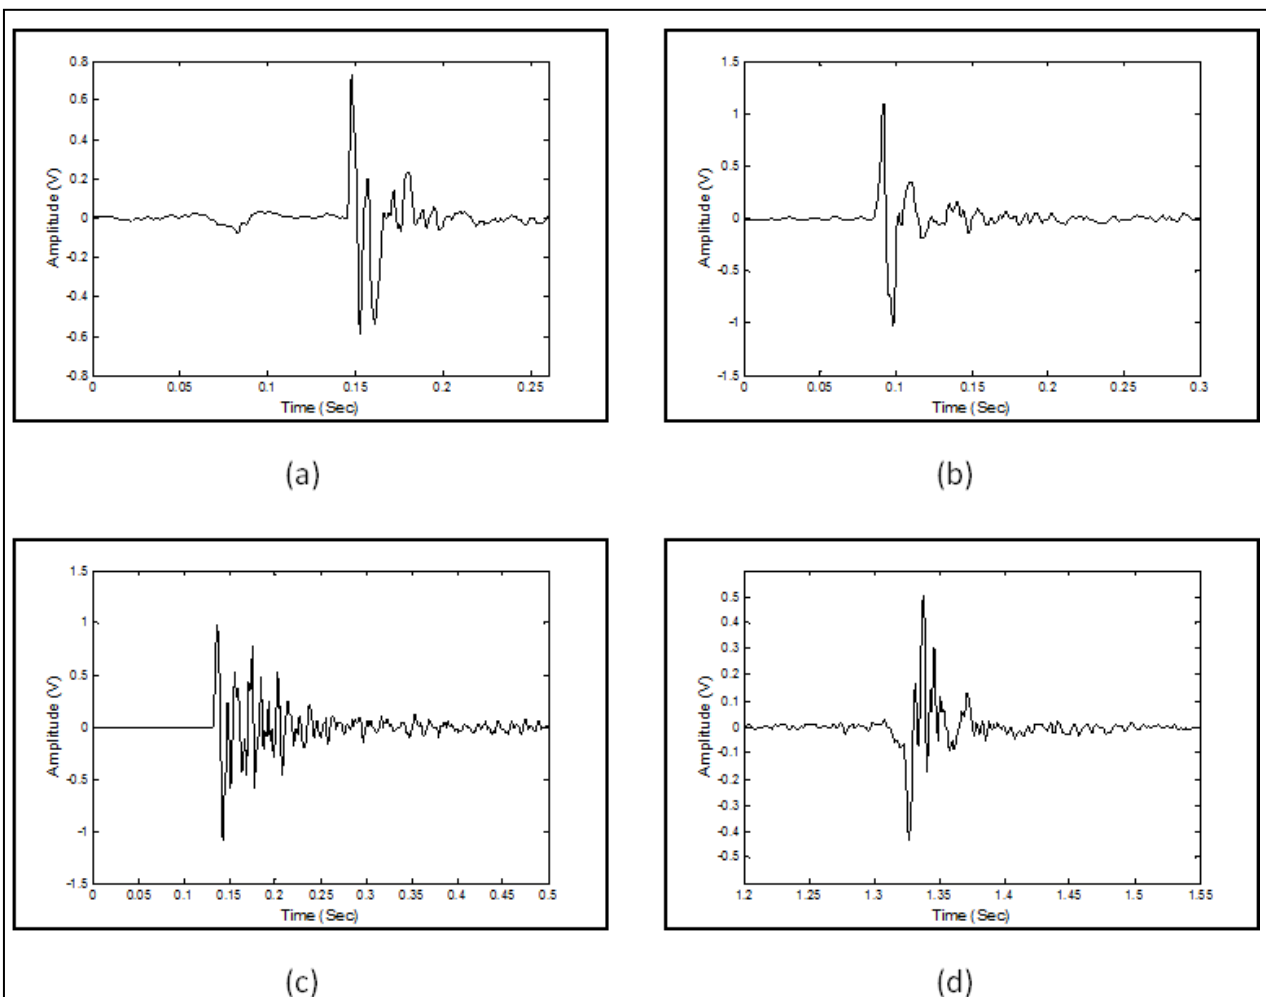 0.8
0.6
0.4
0.2
0
-0.2
-0.4
-0.6
-0.8
Amplitude (V)
0 0.05 0.1 0.15 0.2 0.25
Time (Sec)
(a)
1.5
1
0.5
0
-0.5
-1
-1.5
Amplitude (V)
0 0.05 0.1 0.15 0.2 0.25 0.3
Time (Sec)
(b)
1.5
1
0.5
0
-0.5
-1
-1.5
Amplitude (V)
0 0.05 0.1 0.15 0.2 0.25 0.3 0.35 0.4 0.45 0.5
Time (Sec)
(c)
0.5
0.4
0.3
0.2
0.1
0
-0.1
-0.2
-0.3
-0.4
-0.5
Amplitude (V)
1.2 1.25 1.3 1.35 1.4 1.45 1.5 1.55
Time (Sec)
(d)